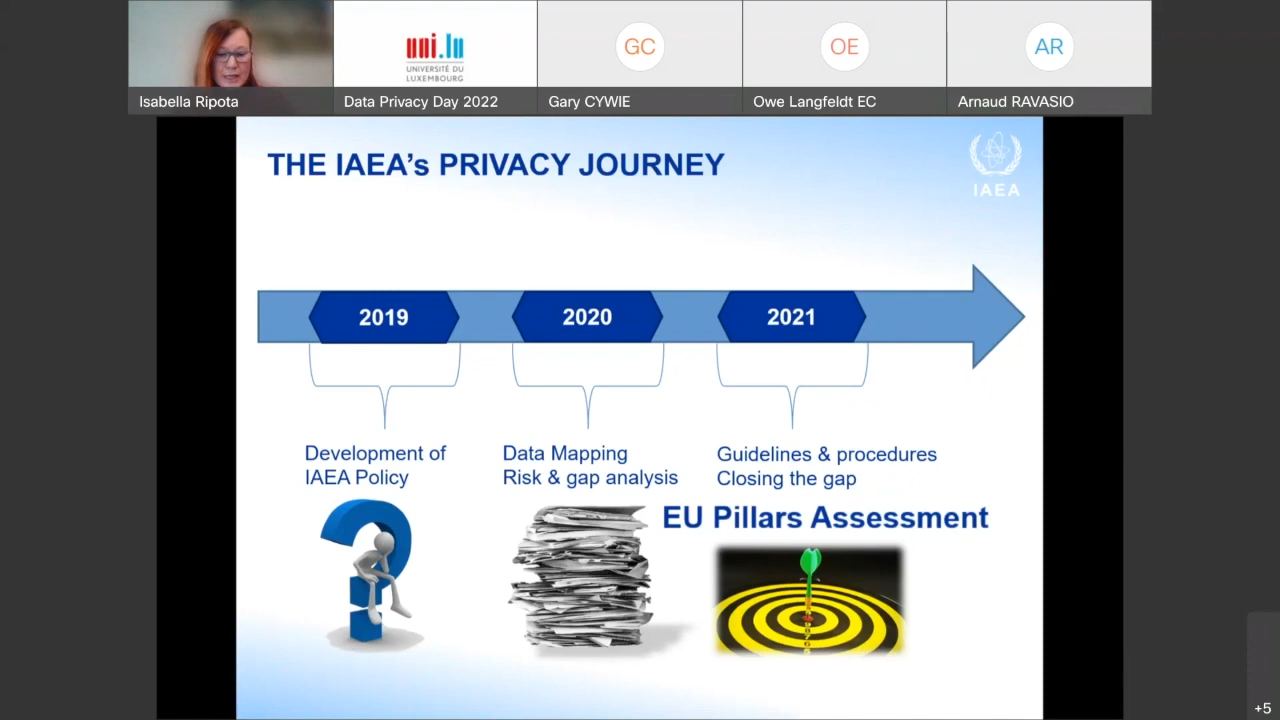 uni.lu
UNIVERSITÉ DU
LUXEMBOURG
GC
OE
AR
Isabella Ripota
Data Privacy Day 2022
Gary CYWIE
Owe Langfeldt EC
Arnaud RAVASIO
THE IAEA's PRIVACY JOURNEY
IAEA
2019
2020
2021
Development of
IAEA Policy
Data Mapping
Risk & gap analysis
Guidelines & procedures
Closing the gap
EU Pillars Assessment
+5